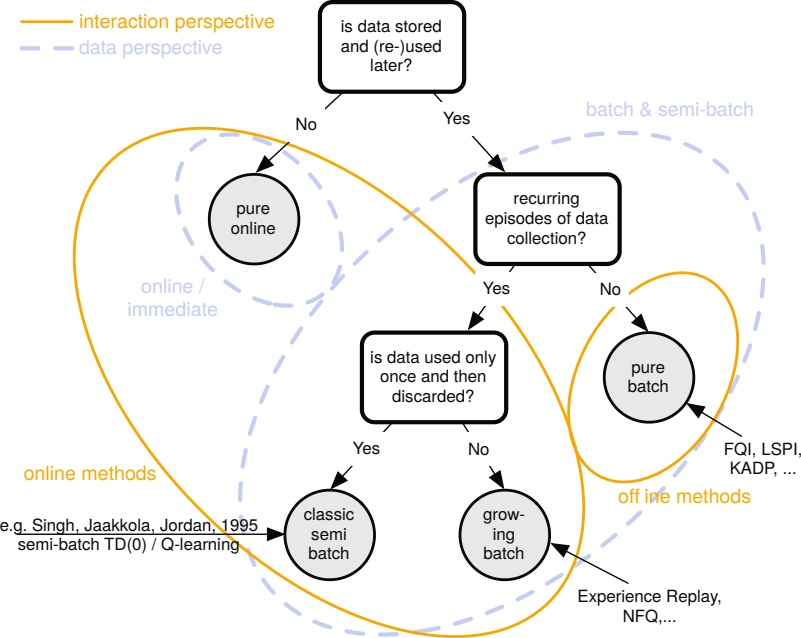 interaction perspective
data perspective
is data stored
and (re-)used
later?
No
Yes
batch & semi-batch
pure
online
recurring
episodes of data
collection?
online /
immediate
Yes
No
is data used only
once and then
discarded?
pure
batch
Yes
No
FQI, LSPI,
KADP, ...
online methods
off ine methods
classic
semi
batch
grow-
ing
batch
e.g. Singh, Jaakkola, Jordan, 1995
semi-batch TD(0) / Q-learning
Experience Replay,
NFQ,...